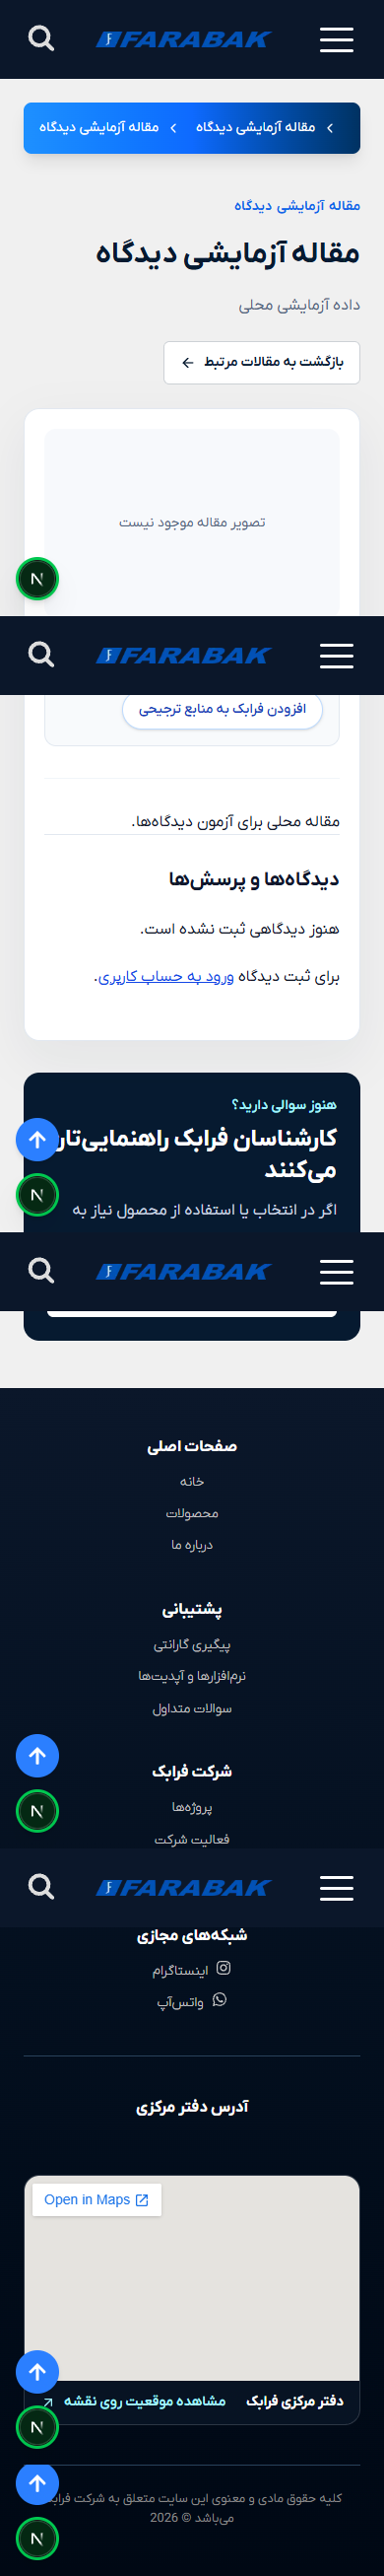 FARABAK
مقاله آزمایشی دیدگاه
مقاله آزمایشی دیدگاه
مقاله آزمایشی دیدگاه
مقاله آزمایشی دیدگاه
داده آزمایشی محلی
بازگشت به مقالات مرتبط
تصویر مقاله موجود نیست
N
FARABAK
افزودن فرابک به منابع ترجیحی
مقاله محلی برای آزمون دیدگاه‌ها.
دیدگاه‌ها و پرسش‌ها
هنوز دیدگاهی ثبت نشده است.
برای ثبت دیدگاه ورود به حساب کاربری.
هنوز سوالی دارید؟
کارشناسان فرابک راهنمایی‌تان
می‌کنند
N
اگر در انتخاب یا استفاده از محصول نیاز به
FARABAK
صفحات اصلی
خانه
محصولات
درباره ما
پشتیبانی
پیگیری گارانتی
نرم‌افزارها و آپدیت‌ها
سوالات متداول
شرکت فرابک
پروژه‌ها
N
فعالیت شرکت
FARABAK
شبکه‌های مجازی
اینستاگرام
واتس‌آپ
آدرس دفتر مرکزی
Open in Maps
دفتر مرکزی فرابک
مشاهده موقعیت روی نقشه
N
کلیه حقوق مادی و معنوی این سایت متعلق به شرکت فرابک
می‌باشد © 2026
N